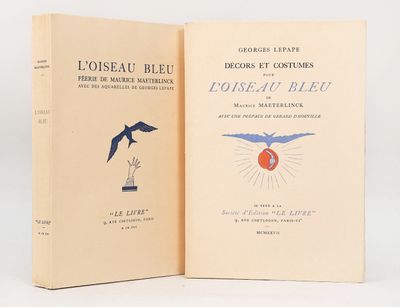 MAURICE
MAETERLINCK
L'OISEAU
BLEU
"LE LIVRE"
L'OISEAU BLEU
FÉERIE DE MAURICE MAETERLINCK
AVEC DES AQUARELLES DE GEORGES LEPAPE
"LE LIVRE"
9, RUE COËTLOGON, PARIS
GEORGES LEPAPE
DÉCORS ET COSTUMES
POUR
L'OISEAU BLEU
DE
MAURICE MAETERLINCK
AVEC UNE PRÉFACE DE GÉRARD D'HOUVILLE
SE VEND A LA
Société d'Édition "LE LIVRE"
9, RUE COËTLOGON, PARIS-VIe
MCMXXVII